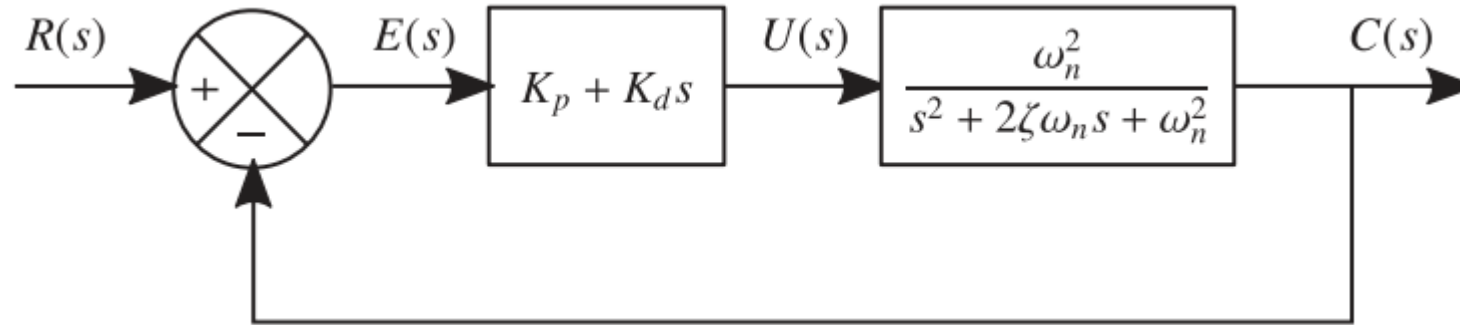 R(s)
E(s)
U(s)
C(s)
+
−
K_p + K_d s
ω_n^2
s^2 + 2ζω_n s + ω_n^2